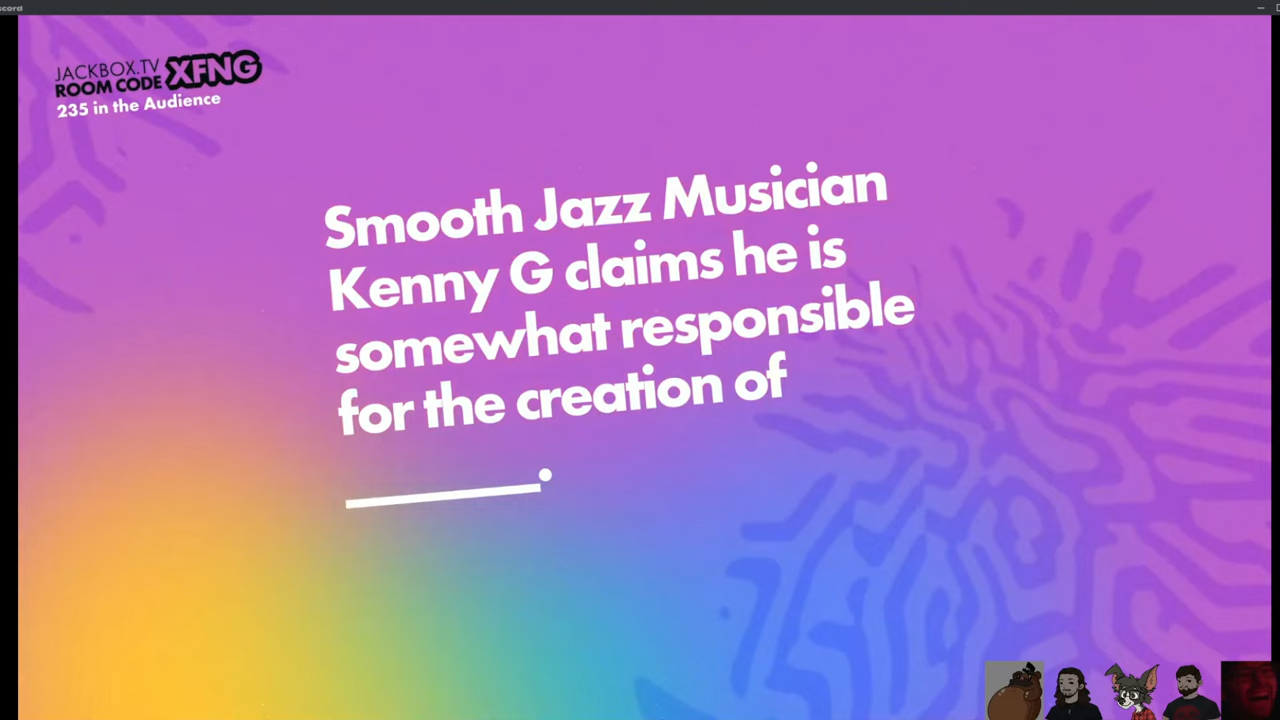 scord
JACKBOX.TV
ROOM CODE XFNG
235 in the Audience
Smooth Jazz Musician
Kenny G claims he is
somewhat responsible
for the creation of